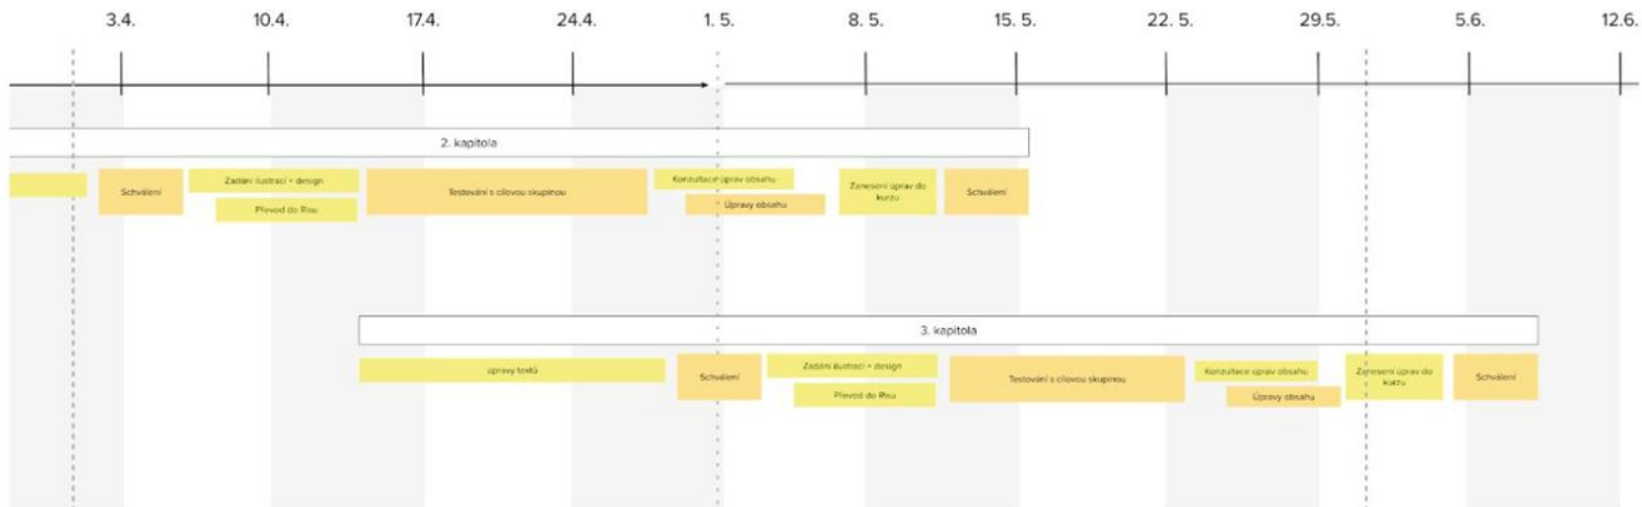 3.4.
10.4.
17.4.
24.4.
1. 5.
8. 5.
15. 5.
22. 5.
29.5.
5.6.
12.6.
2. kapitola
Schválení
Zadání ilustrací + design
Převod do Risu
Testování s cílovou skupinou
Konzultace úprav obsahu
Úpravy obsahu
Zanesení úprav do
kurzu
Schválení
3. kapitola
úpravy textů
Schválení
Zadání ilustrací + design
Převod do Risu
Testování s cílovou skupinou
Konzultace úprav obsahu
Úpravy obsahu
Zanesení úprav do
kurzu
Schválení